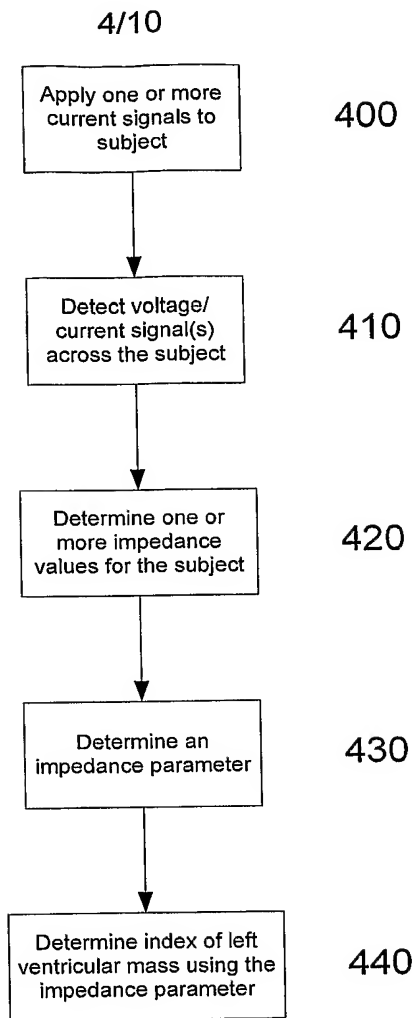 4/10
Apply one or more
current signals to
subject
400
Detect voltage/
current signal(s)
across the subject
410
Determine one or
more impedance
values for the subject
420
Determine an
impedance parameter
430
Determine index of left
ventricular mass using the
impedance parameter
440